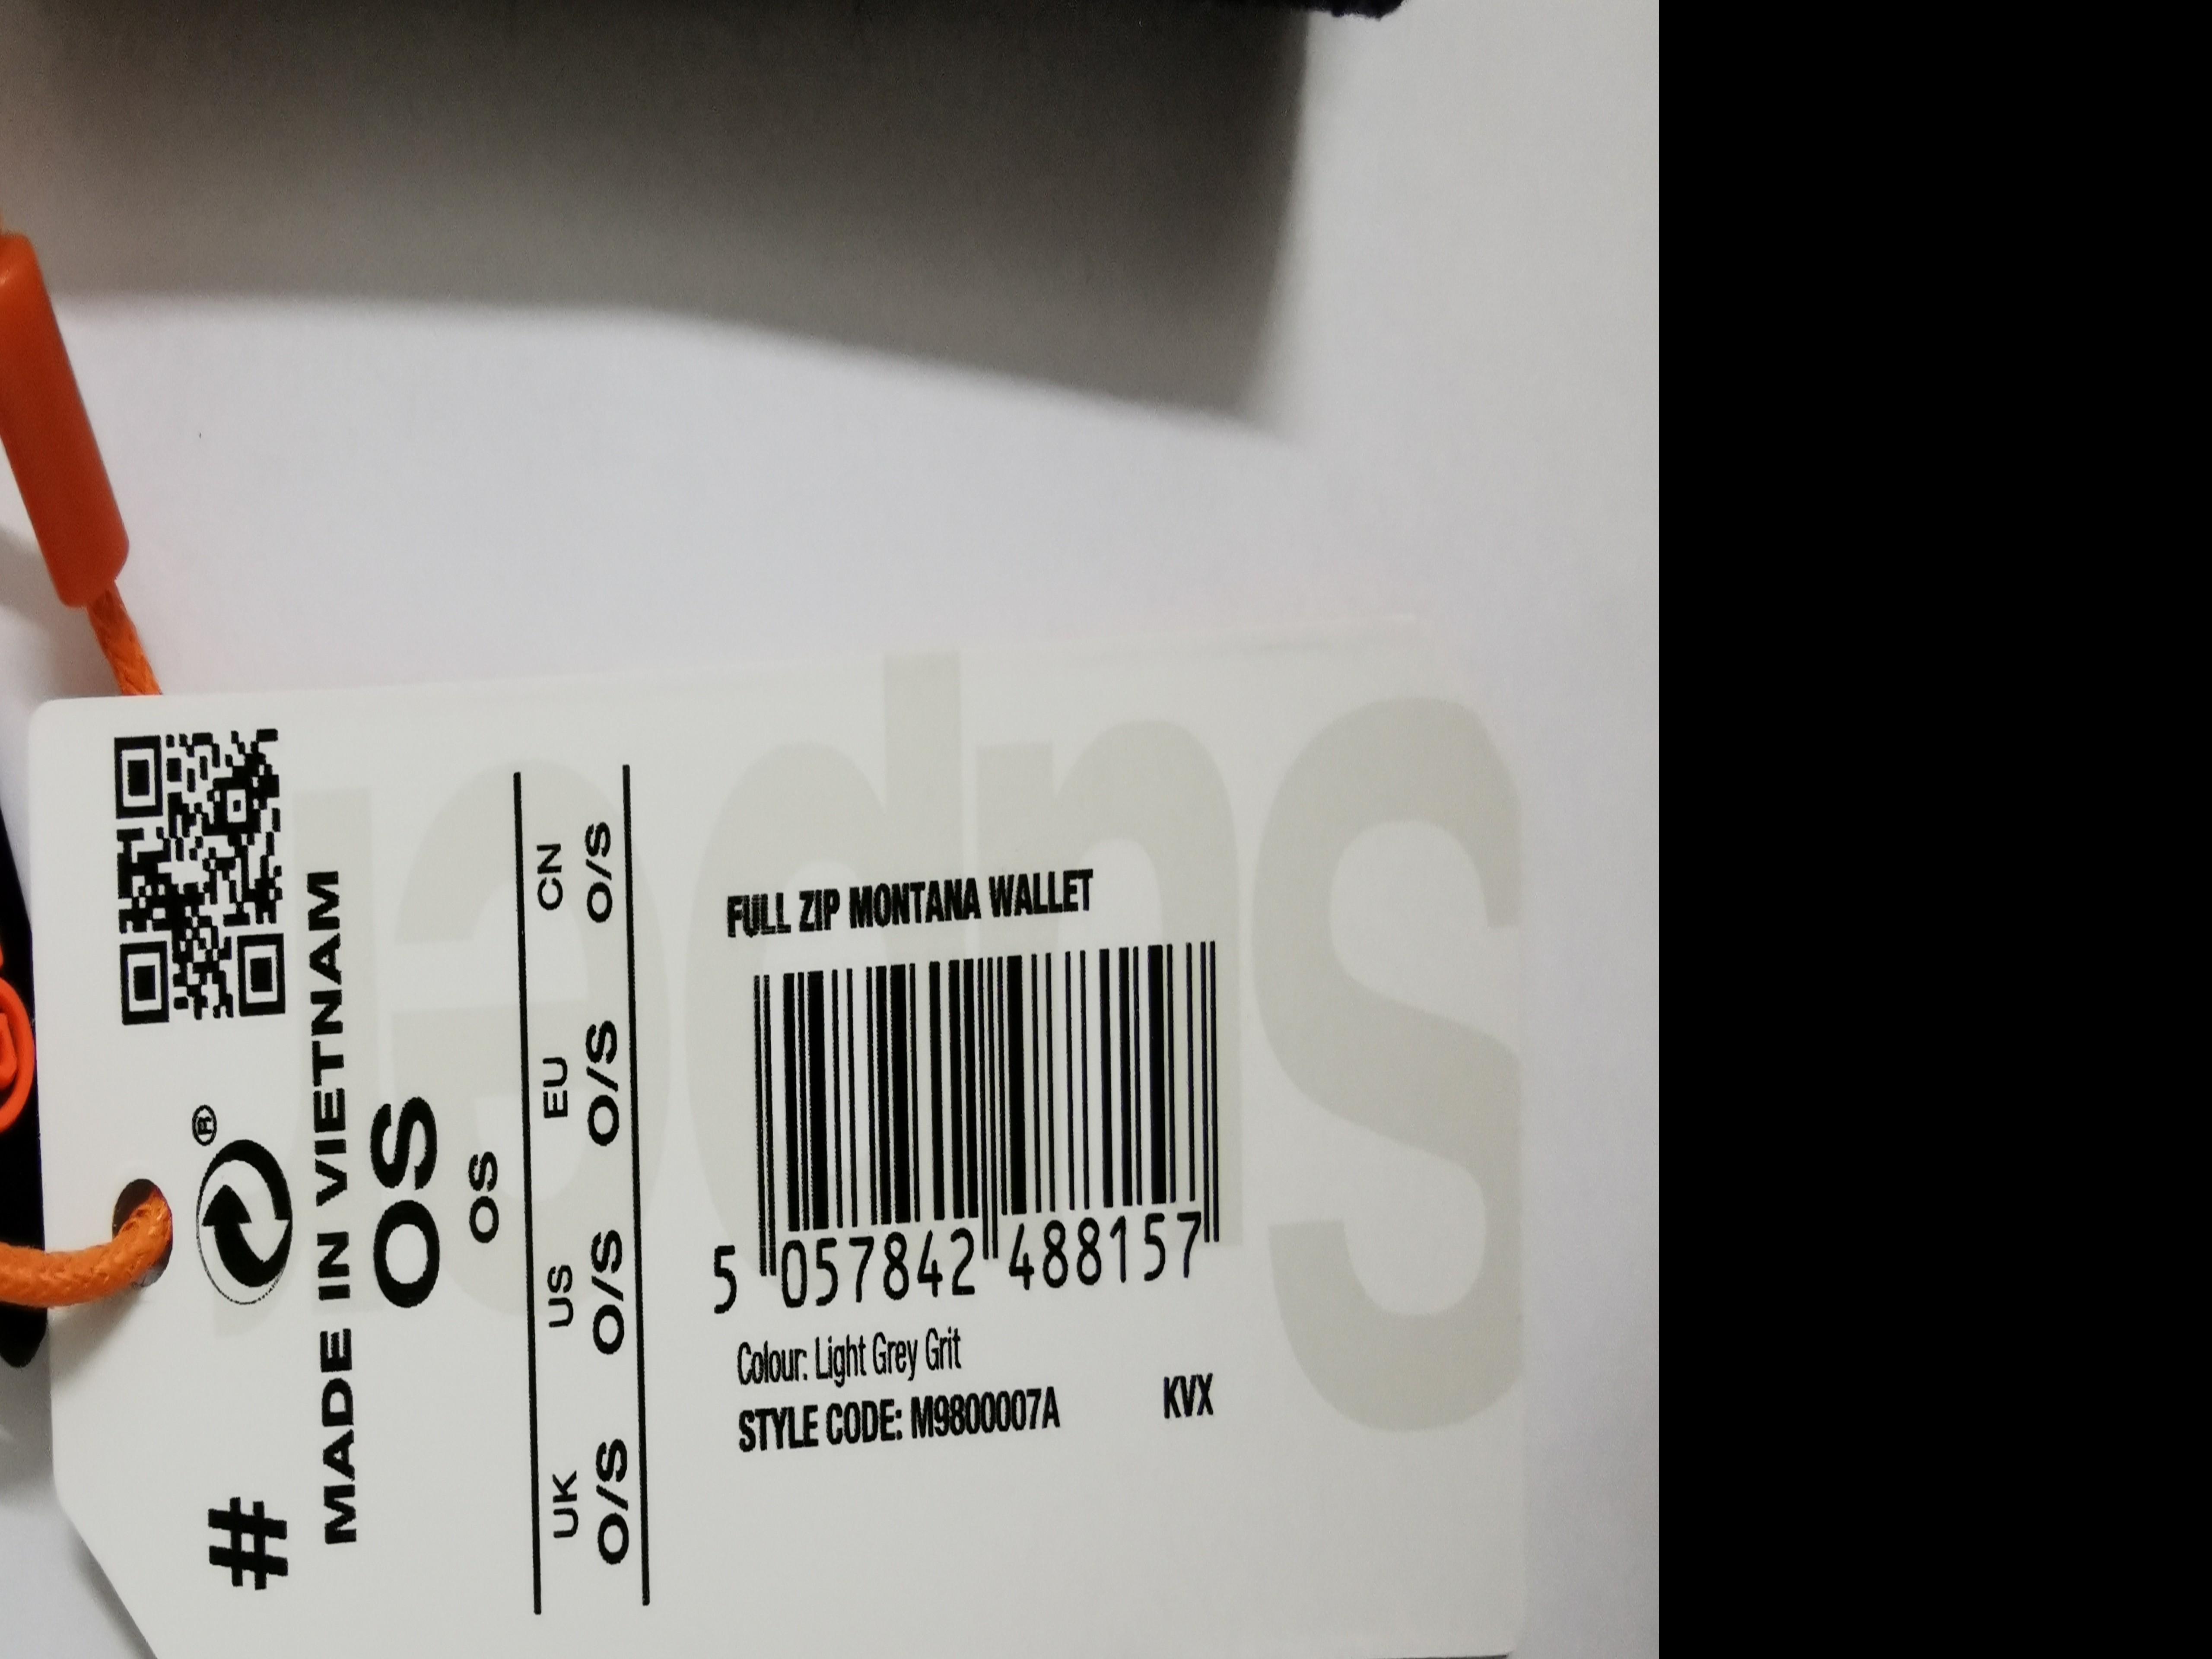 #
®
MADE IN VIETNAM
OS
OS
UK US EU CN
O/S O/S O/S O/S
FULL ZIP MONTANA WALLET
5 057842 488157
Colour: Light Grey Grit
STYLE CODE: M9800007A KVX
Super